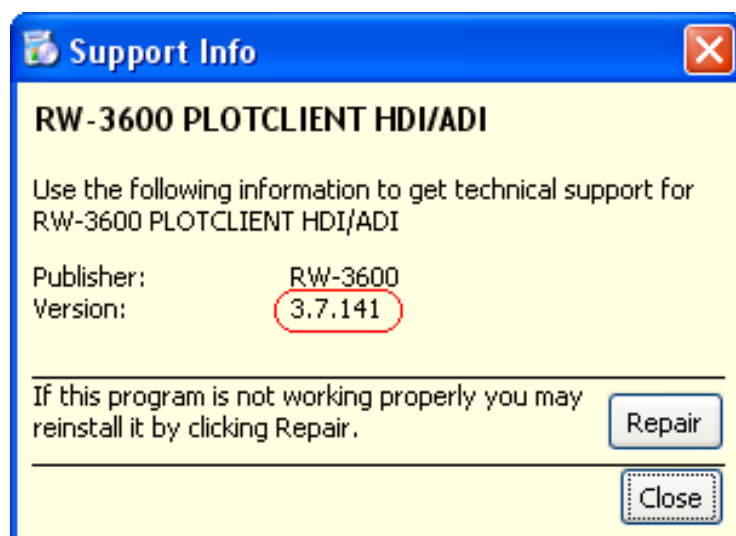 Support Info
RW-3600 PLOTCLIENT HDI/ADI
Use the following information to get technical support for
RW-3600 PLOTCLIENT HDI/ADI
Publisher: RW-3600
Version: 3.7.141
If this program is not working properly you may
reinstall it by clicking Repair.
Repair
Close